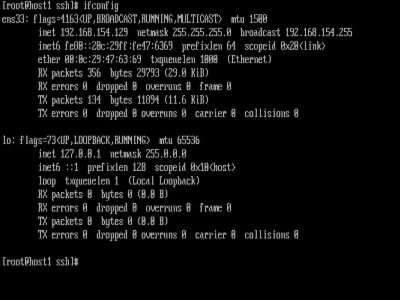 [root@host1 ssh]# ifconfig
ens33: flags=4163<UP,BROADCAST,RUNNING,MULTICAST>  mtu 1500
inet 192.168.154.129  netmask 255.255.255.0  broadcast 192.168.154.255
inet6 fe80::20c:29ff:fe47:6369  prefixlen 64  scopeid 0x20<link>
ether 00:0c:29:47:63:69  txqueuelen 1000  (Ethernet)
RX packets 356  bytes 29793 (29.0 KiB)
RX errors 0  dropped 0  overruns 0  frame 0
TX packets 134  bytes 11894 (11.6 KiB)
TX errors 0  dropped 0 overruns 0  carrier 0  collisions 0
lo: flags=73<UP,LOOPBACK,RUNNING>  mtu 65536
inet 127.0.0.1  netmask 255.0.0.0
inet6 ::1  prefixlen 128  scopeid 0x10<host>
loop  txqueuelen 1  (Local Loopback)
RX packets 0  bytes 0 (0.0 B)
RX errors 0  dropped 0  overruns 0  frame 0
TX packets 0  bytes 0 (0.0 B)
TX errors 0  dropped 0 overruns 0  carrier 0  collisions 0
[root@host1 ssh]#